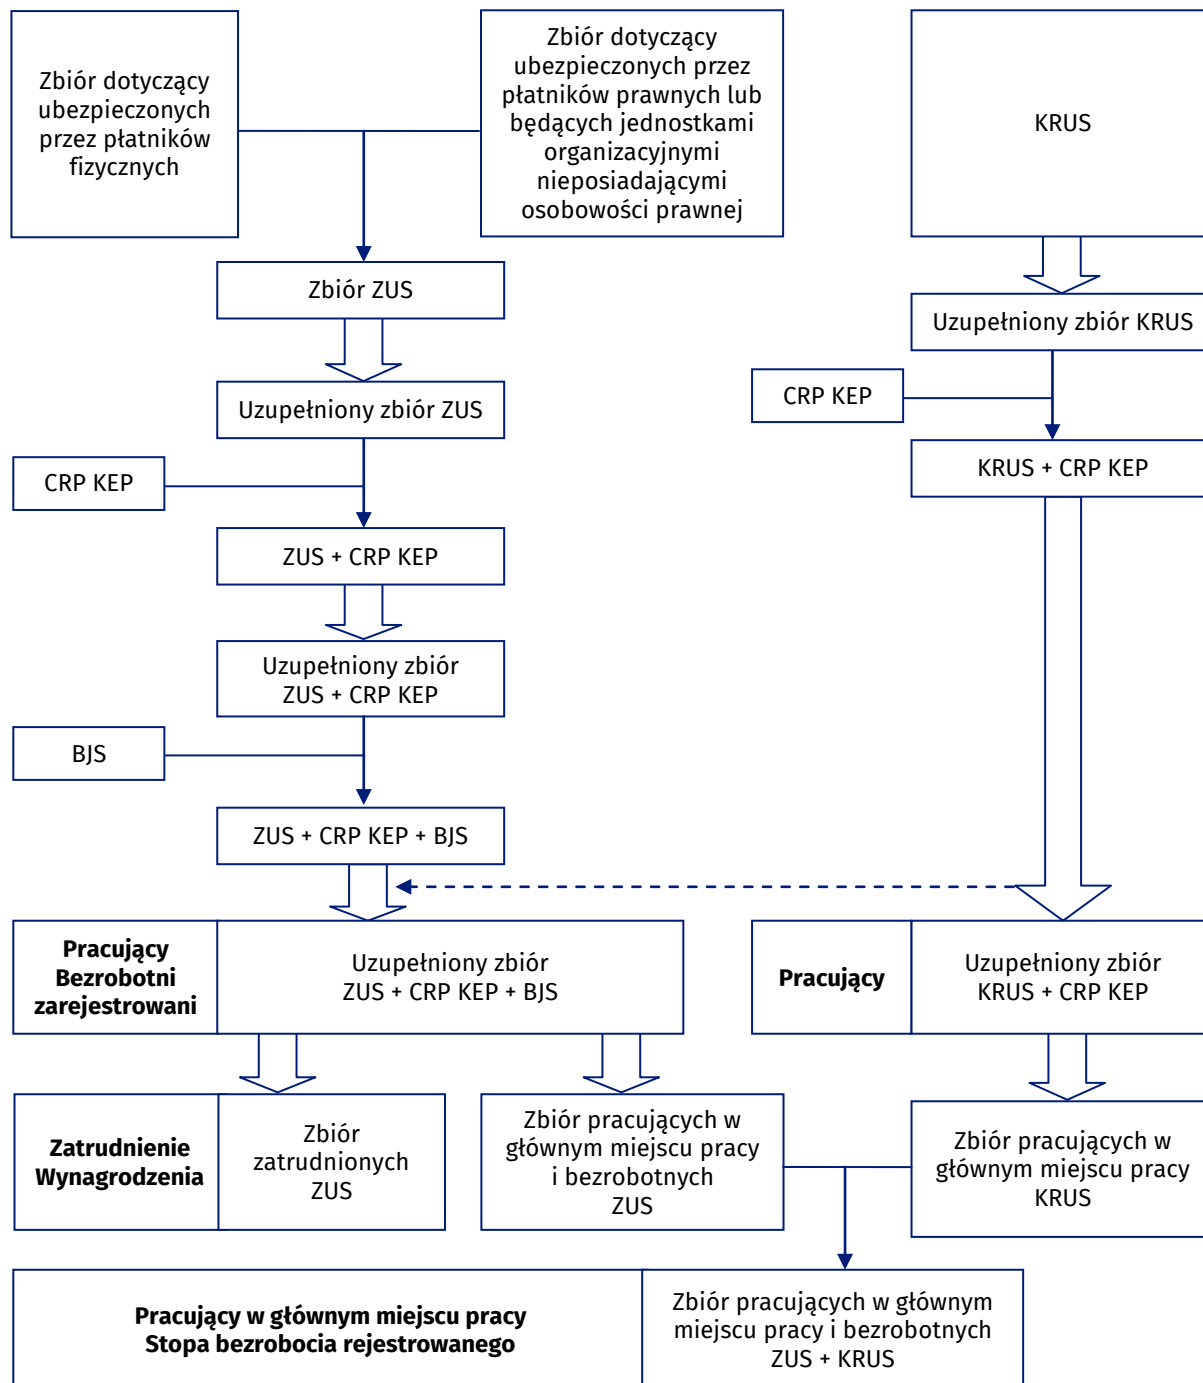 Zbiór dotyczący
ubezpieczonych
przez płatników
fizycznych
Zbiór dotyczący
ubezpieczonych przez
płatników prawnych lub
będących jednostkami
organizacyjnymi
nieposiadającymi
osobowości prawnej
KRUS
Zbiór ZUS
Uzupełniony zbiór KRUS
Uzupełniony zbiór ZUS
CRP KEP
CRP KEP
KRUS + CRP KEP
ZUS + CRP KEP
Uzupełniony zbiór
ZUS + CRP KEP
BJS
ZUS + CRP KEP + BJS
Pracujący
Bezrobotni
zarejestrowani
Uzupełniony zbiór
ZUS + CRP KEP + BJS
Pracujący
Uzupełniony zbiór
KRUS + CRP KEP
Zatrudnienie
Wynagrodzenia
Zbiór
zatrudnionych
ZUS
Zbiór pracujących w
głównym miejscu pracy
i bezrobotnych
ZUS
Zbiór pracujących w
głównym miejscu pracy
KRUS
Pracujący w głównym miejscu pracy
Stopa bezrobocia rejestrowanego
Zbiór pracujących w głównym
miejscu pracy i bezrobotnych
ZUS + KRUS